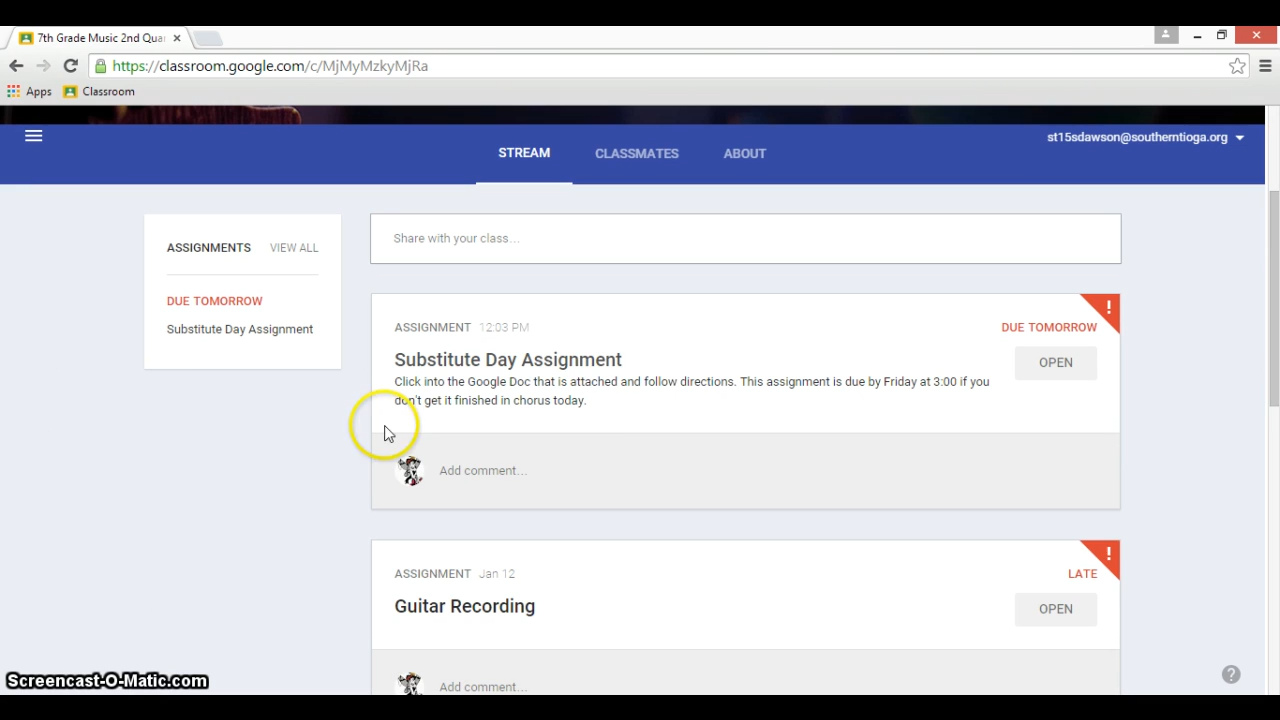 7th Grade Music 2nd Qua
https://classroom.google.com/c/MjMyMzkyMjRa
Apps
Classroom
STREAM
CLASSMATES
ABOUT
st15sdawson@southerntioga.org
ASSIGNMENTS
VIEW ALL
DUE TOMORROW
Substitute Day Assignment
Share with your class...
ASSIGNMENT 12:03 PM
DUE TOMORROW
Substitute Day Assignment
OPEN
Click into the Google Doc that is attached and follow directions. This assignment is due by Friday at 3:00 if you
don't get it finished in chorus today.
Add comment...
ASSIGNMENT Jan 12
LATE
Guitar Recording
OPEN
Add comment...
Screencast-O-Matic.com